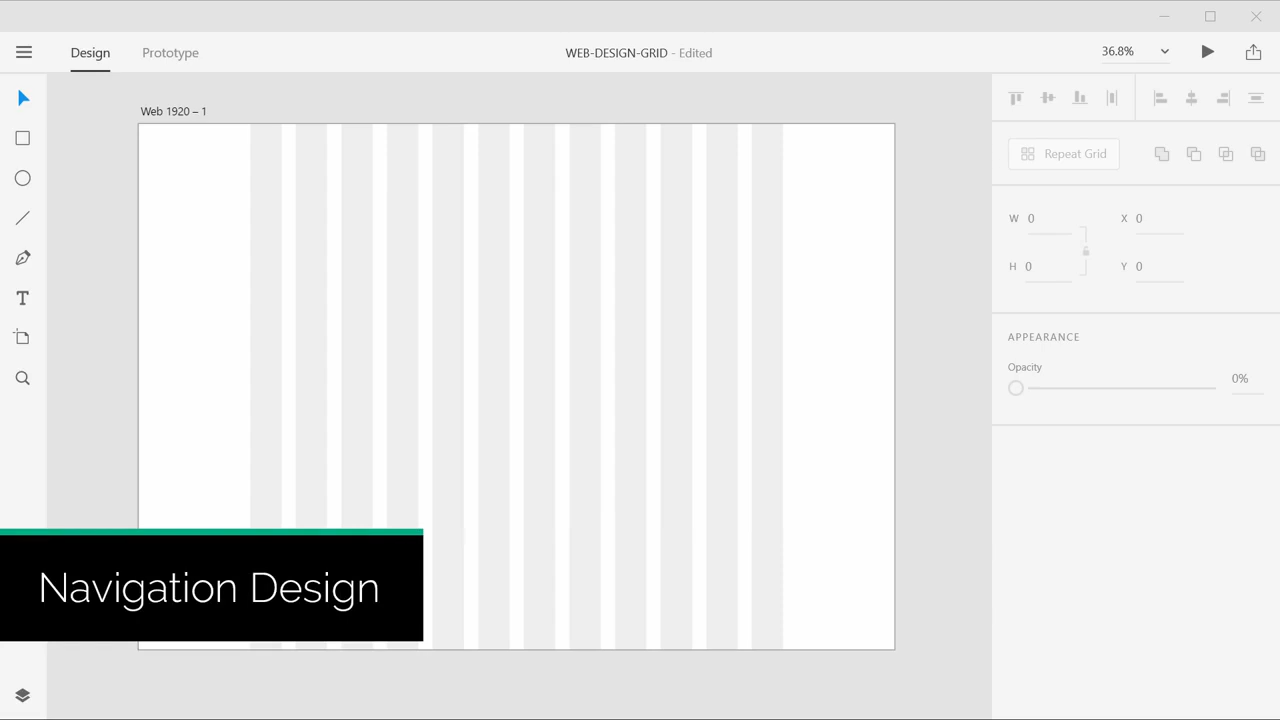 Design
Prototype
WEB-DESIGN-GRID - Edited
36.8%
Web 1920 – 1
Repeat Grid
W 0
X 0
H 0
Y 0
APPEARANCE
Opacity
0%
Navigation Design